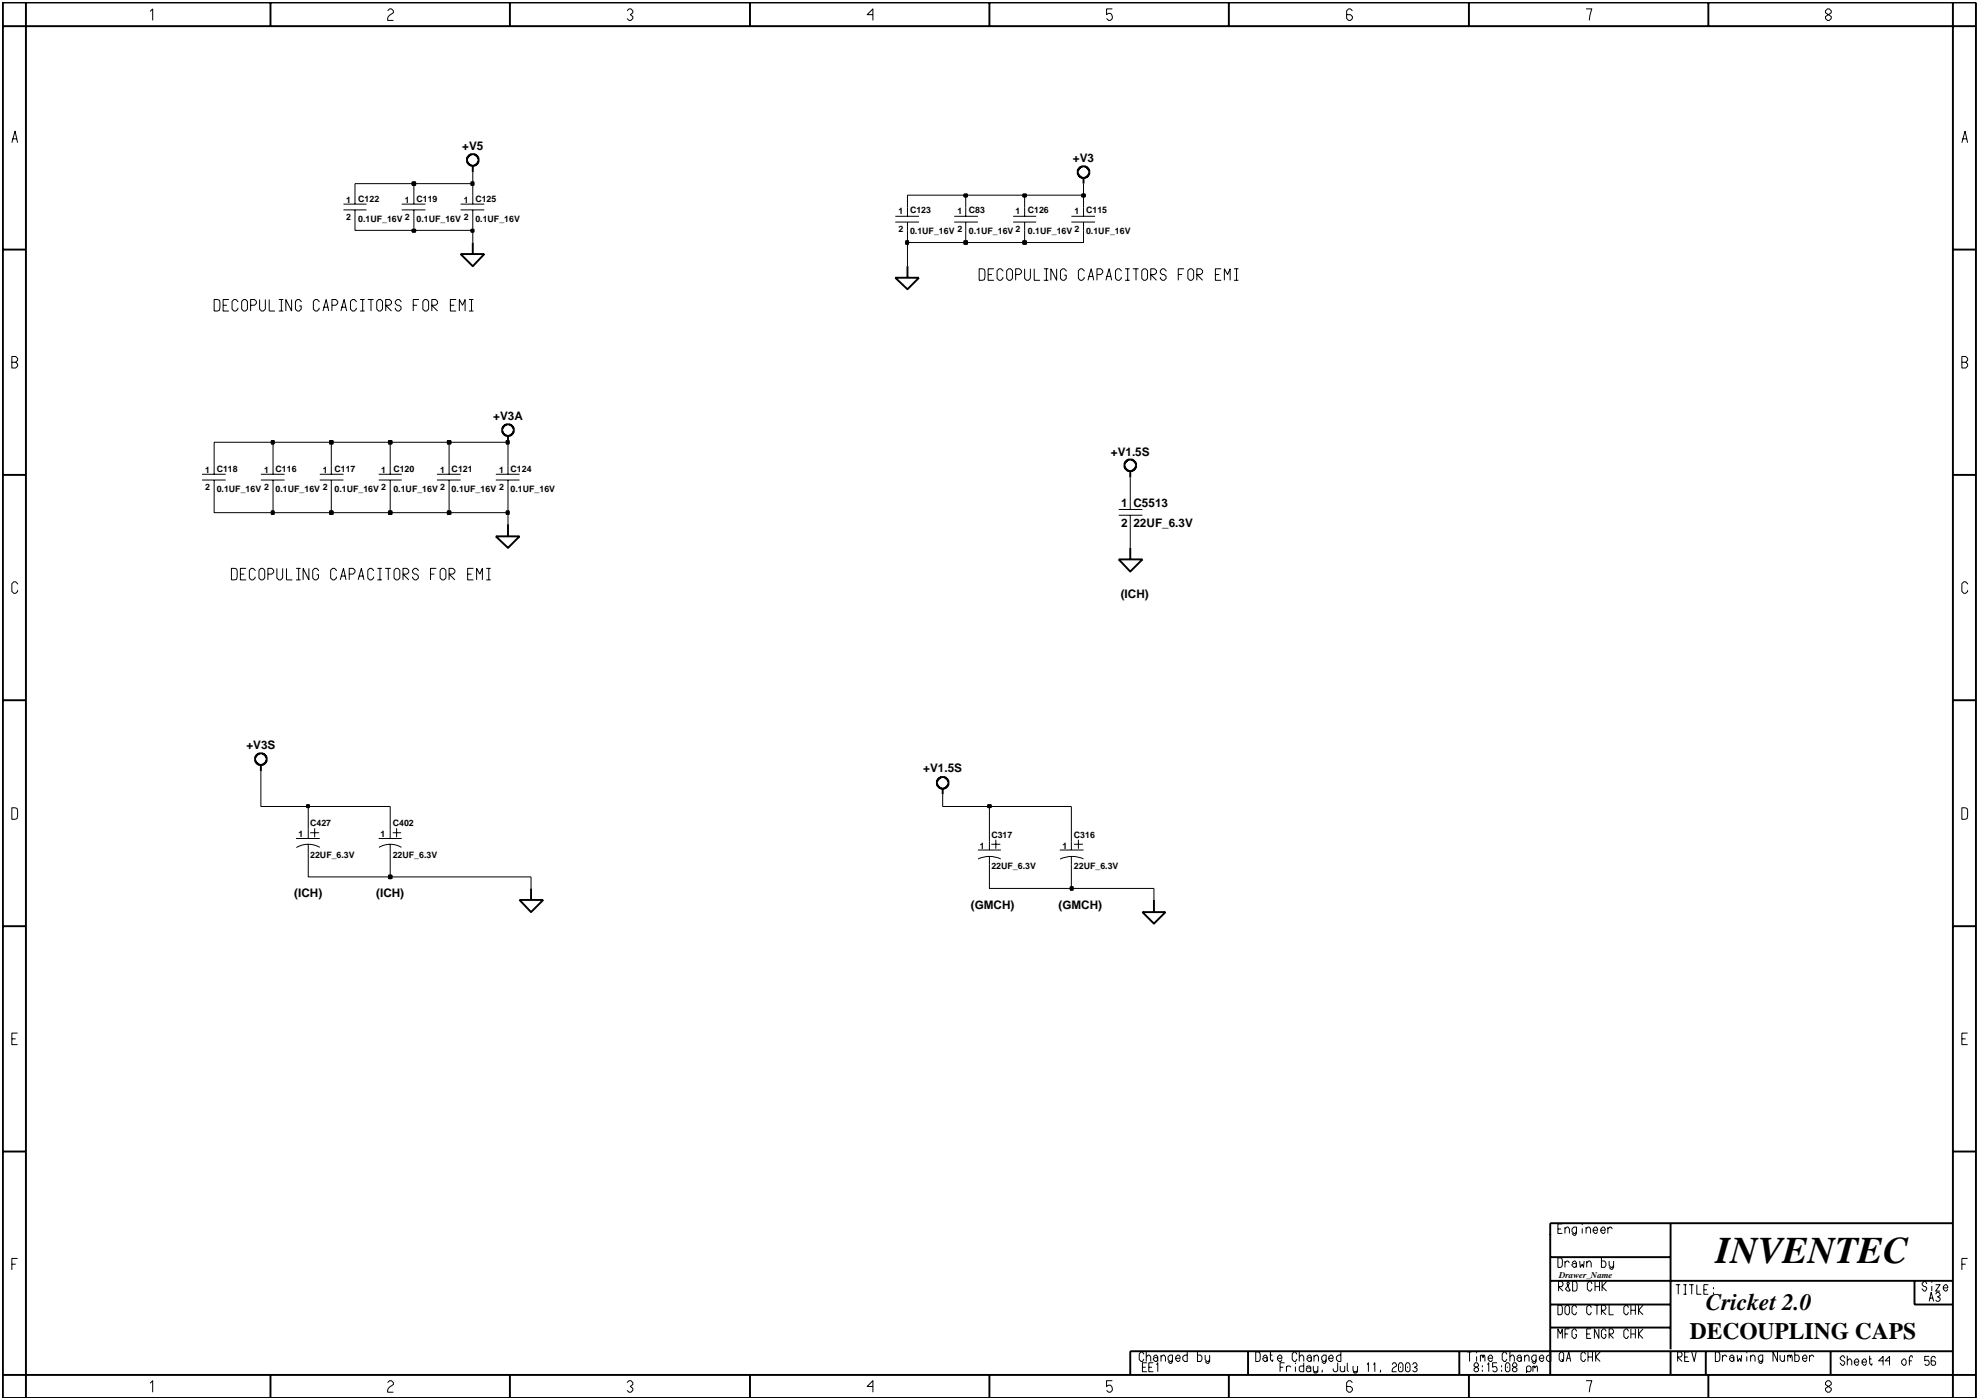 1 2 3 4 5 6 7 8
A A
+V5
1 C122 1 C119 1 C125
2 0.1UF_16V 2 0.1UF_16V 2 0.1UF_16V
DECOPULING CAPACITORS FOR EMI
+V3
1 C123 1 C83 1 C126 1 C115
2 0.1UF_16V 2 0.1UF_16V 2 0.1UF_16V 2 0.1UF_16V
DECOPULING CAPACITORS FOR EMI
B B
+V3A
1 C118 1 C116 1 C117 1 C120 1 C121 1 C124
2 0.1UF_16V 2 0.1UF_16V 2 0.1UF_16V 2 0.1UF_16V 2 0.1UF_16V 2 0.1UF_16V
DECOPULING CAPACITORS FOR EMI
+V1.5S
1 C5513
2 22UF_6.3V
(ICH)
C C
+V3S
C427 C402
1 + 1 +
22UF_6.3V 22UF_6.3V
(ICH) (ICH)
+V1.5S
C317 C316
1 + 1 +
22UF_6.3V 22UF_6.3V
(GMCH) (GMCH)
D D
E E
F F
Engineer
INVENTEC
Drawn by
Drawer_Name
R&D CHK
TITLE:
Size
A3
Cricket 2.0
DOC CTRL CHK
DECOUPLING CAPS
MFG ENGR CHK
Changed by
EE1
Date Changed
Friday, July 11, 2003
Time Changed
8:15:08 pm
QA CHK
REV
Drawing Number
Sheet 44 of 56
1 2 3 4 5 6 7 8